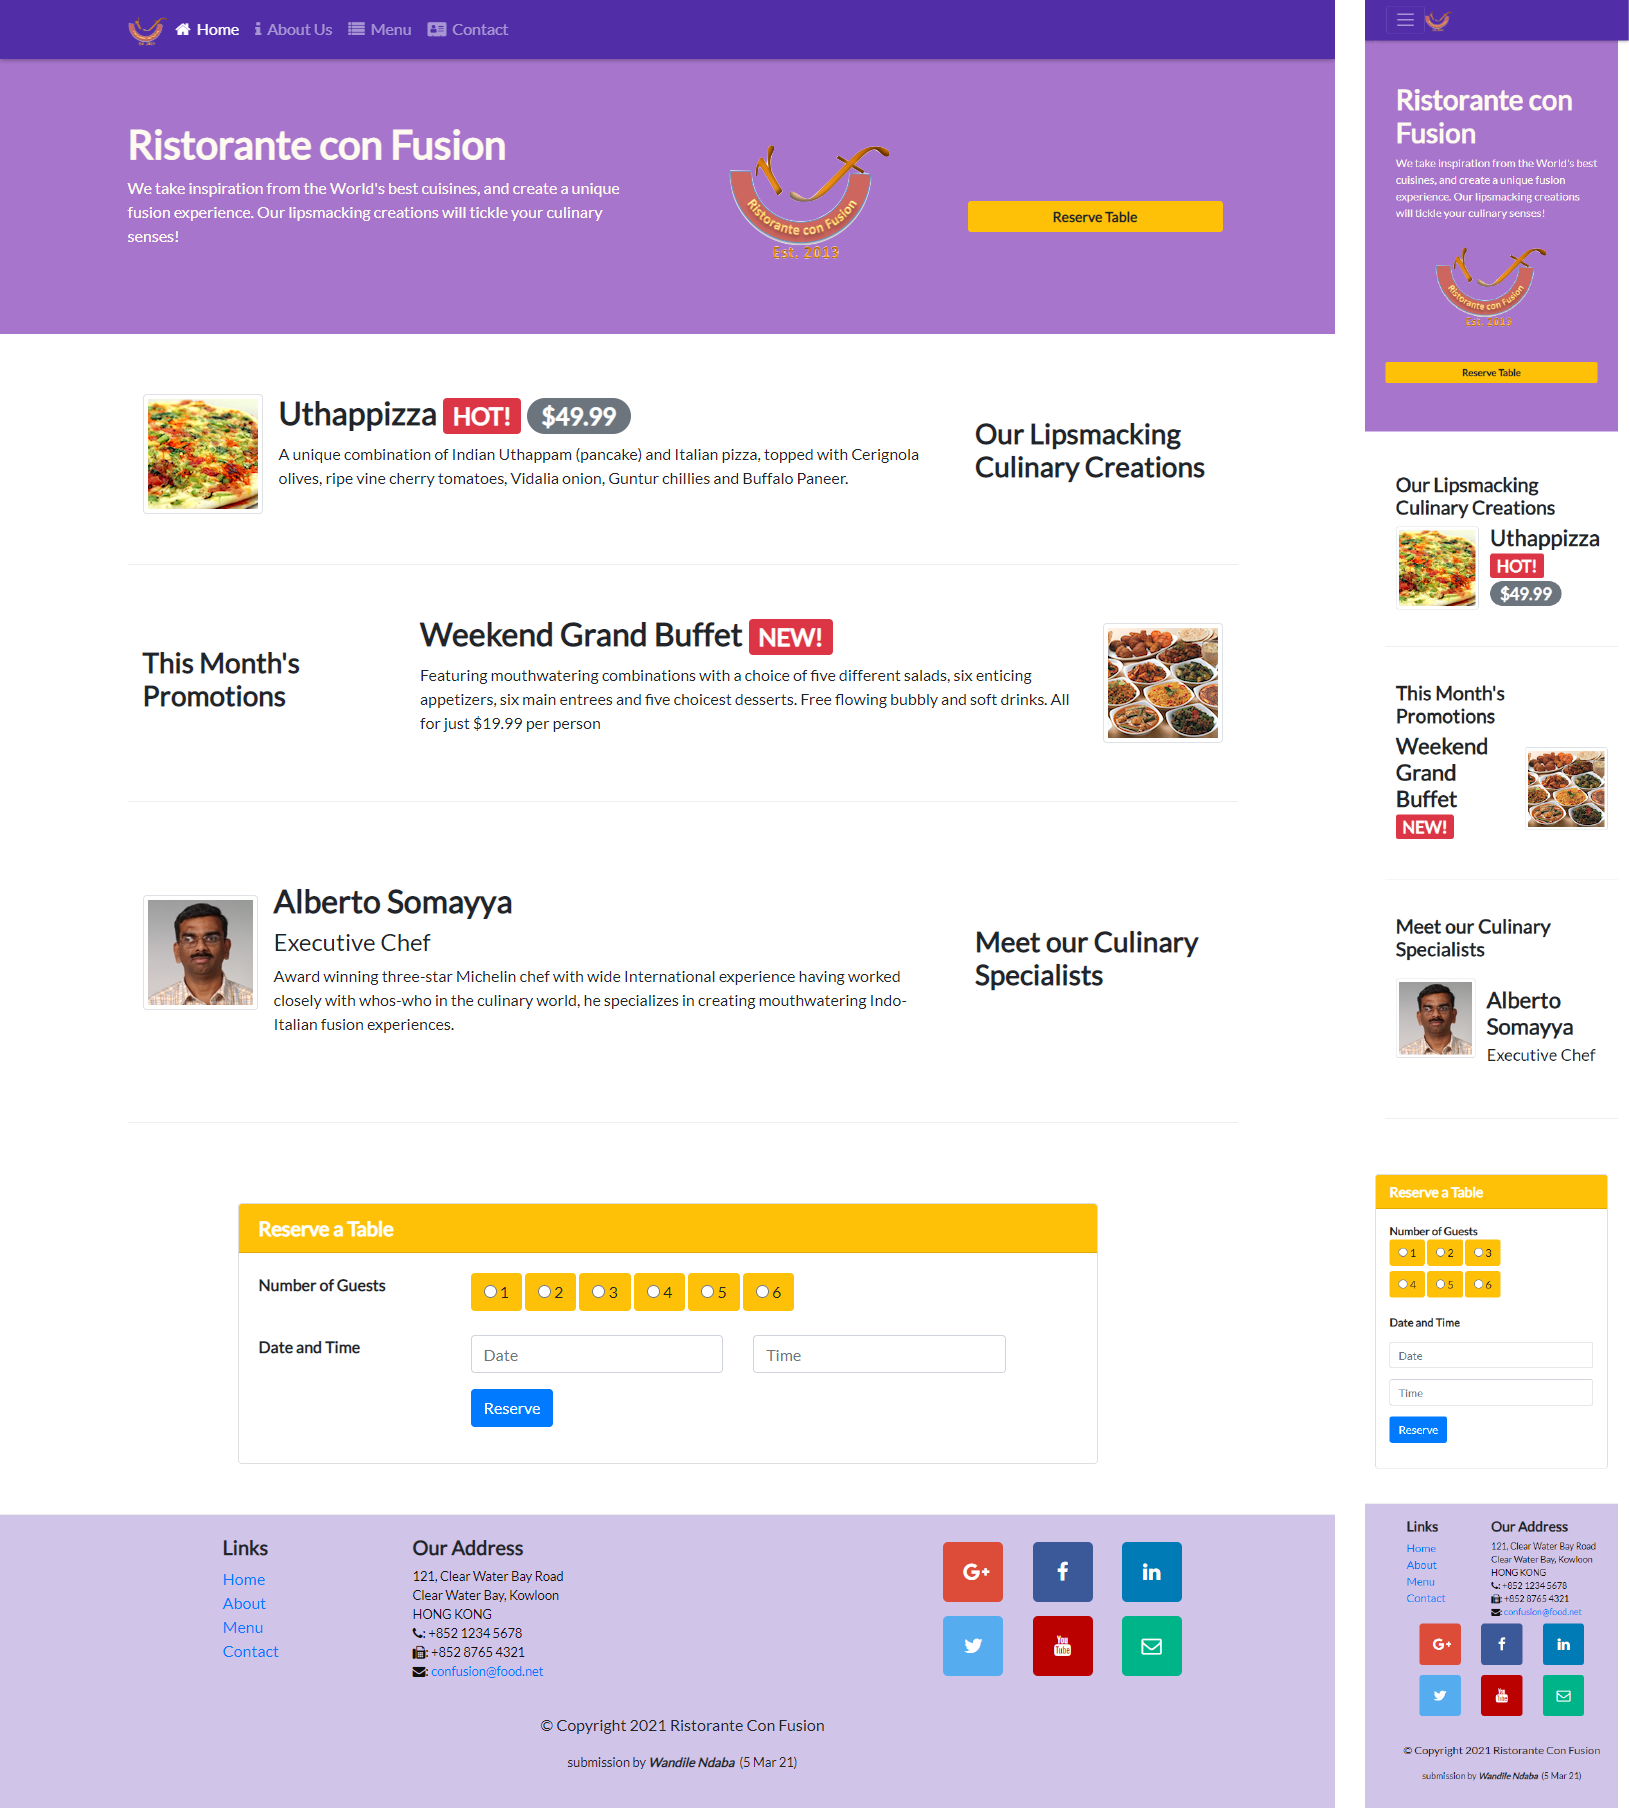 Home About Us Menu Contact
Ristorante con Fusion
We take inspiration from the World's best cuisines, and create a unique
fusion experience. Our lipsmacking creations will tickle your culinary
senses!
Ristorante con Fusion
Est. 2013
Reserve Table
Uthappizza HOT! $49.99
A unique combination of Indian Uthappam (pancake) and Italian pizza, topped with Cerignola
olives, ripe vine cherry tomatoes, Vidalia onion, Guntur chillies and Buffalo Paneer.
Our Lipsmacking
Culinary Creations
This Month's
Promotions
Weekend Grand Buffet NEW!
Featuring mouthwatering combinations with a choice of five different salads, six enticing
appetizers, six main entrees and five choicest desserts. Free flowing bubbly and soft drinks. All
for just $19.99 per person
Alberto Somayya
Executive Chef
Award winning three-star Michelin chef with wide International experience having worked
closely with whos-who in the culinary world, he specializes in creating mouthwatering Indo-
Italian fusion experiences.
Meet our Culinary
Specialists
Reserve a Table
Number of Guests
1 2 3 4 5 6
Date and Time
Date
Time
Reserve
Links
Home
About
Menu
Contact
Our Address
121, Clear Water Bay Road
Clear Water Bay, Kowloon
HONG KONG
: +852 1234 5678
: +852 8765 4321
: confusion@food.net
G+ f in
You Tube
© Copyright 2021 Ristorante Con Fusion
submission by Wandile Ndaba (5 Mar 21)
Ristorante con
Fusion
We take inspiration from the World's best
cuisines, and create a unique fusion
experience. Our lipsmacking creations
will tickle your culinary senses!
Ristorante con Fusion
Est. 2013
Reserve Table
Our Lipsmacking
Culinary Creations
Uthappizza
HOT!
$49.99
This Month's
Promotions
Weekend
Grand
Buffet
NEW!
Meet our Culinary
Specialists
Alberto
Somayya
Executive Chef
Reserve a Table
Number of Guests
1 2 3
4 5 6
Date and Time
Date
Time
Reserve
Links
Home
About
Menu
Contact
Our Address
121, Clear Water Bay Road
Clear Water Bay, Kowloon
HONG KONG
: +852 1234 5678
: +852 8765 4321
: confusion@food.net
G+ f in
You Tube
© Copyright 2021 Ristorante Con Fusion
submission by Wandile Ndaba (5 Mar 21)